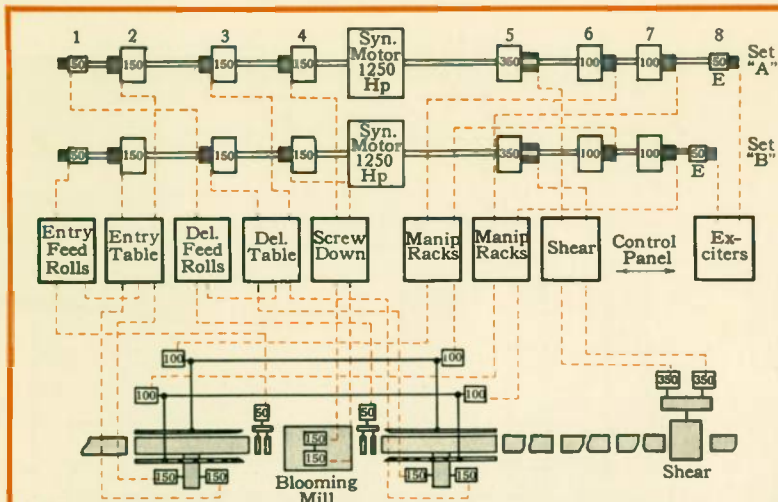 1 2 3 4 5 6 7 8
Syn. Motor 1250 Hp
50 150 150 150 350 100 100 50
E
Set "A"
Syn. Motor 1250 Hp
50 150 150 150 350 100 100 50
E
Set "B"
Entry Feed Rolls
Entry Table
Del. Feed Rolls
Del. Table
Screw Down
Manip Racks
Manip Racks
Shear
Control Panel
Ex-citers
100 100
100 100
50 50
350 350
150
150
150 150 150 150
Blooming Mill
Shear